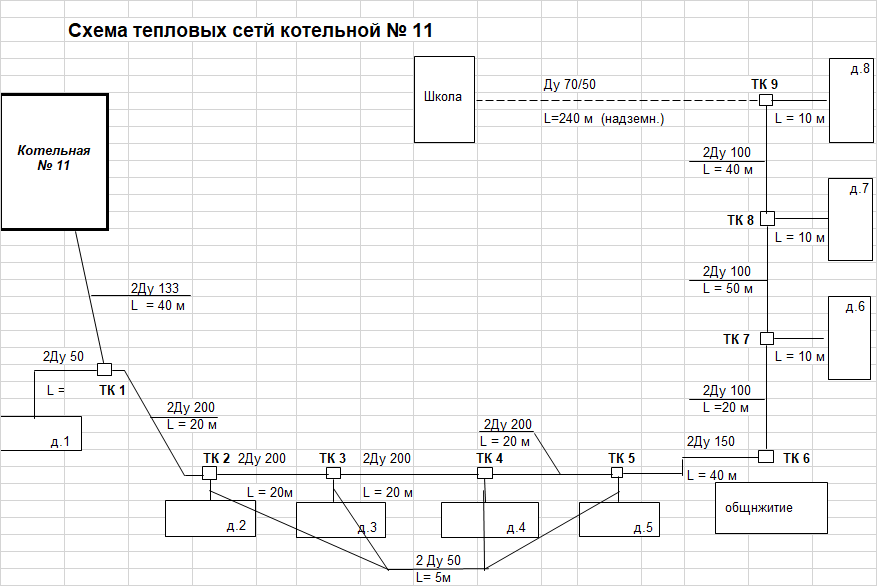 Схема тепловых сетй котельной № 11
Школа
Ду 70/50
L=240 м (надземн.)
ТК 9
д.8
L = 10 м
2Ду 100
L = 40 м
Котельная
№ 11
ТК 8
д.7
L = 10 м
2Ду 100
L = 50 м
2Ду 133
L = 40 м
ТК 7
д.6
L = 10 м
2Ду 50
L =
ТК 1
д.1
2Ду 100
L =20 м
2Ду 200
L = 20 м
2Ду 200
L = 20 м
ТК 2
2Ду 200
L = 20м
ТК 3
2Ду 200
L = 20 м
ТК 4
ТК 5
2Ду 150
L = 40 м
ТК 6
общнжитие
д.2
д.3
д.4
д.5
2 Ду 50
L= 5м